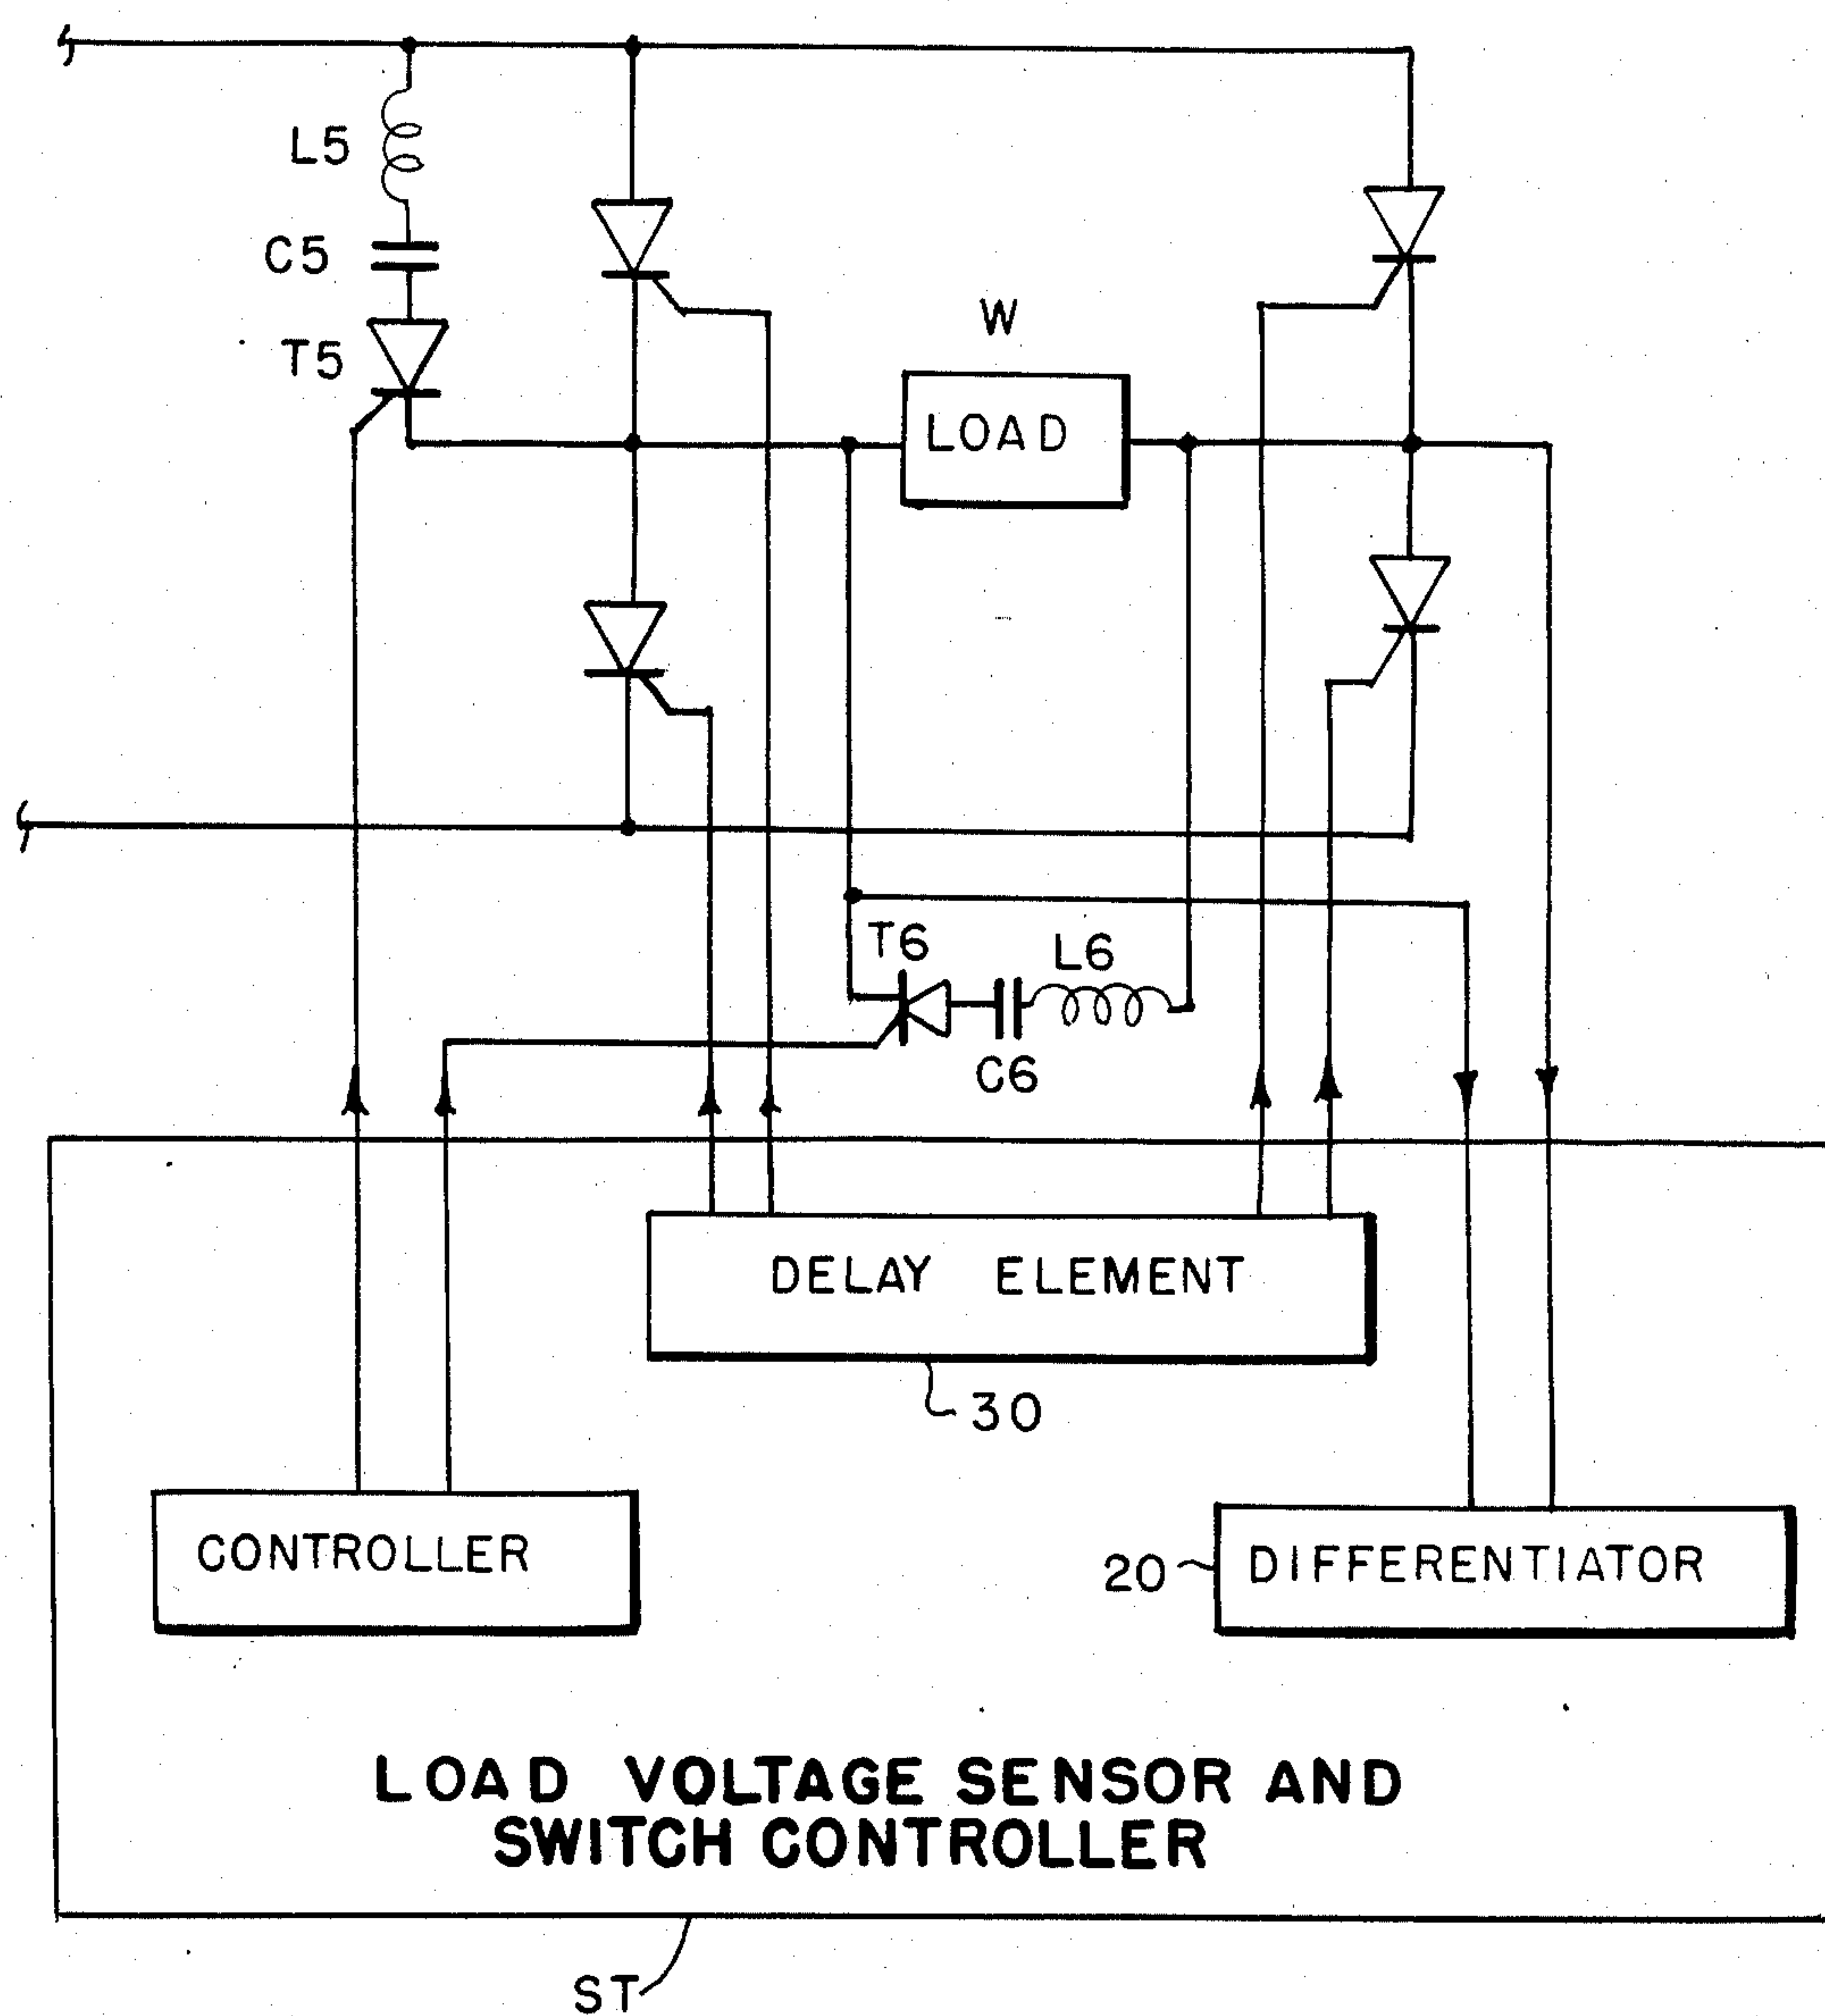 L5
C5
T5
W
LOAD
T6
L6
C6
DELAY ELEMENT
30
CONTROLLER
20
DIFFERENTIATOR
LOAD VOLTAGE SENSOR AND
SWITCH CONTROLLER
ST